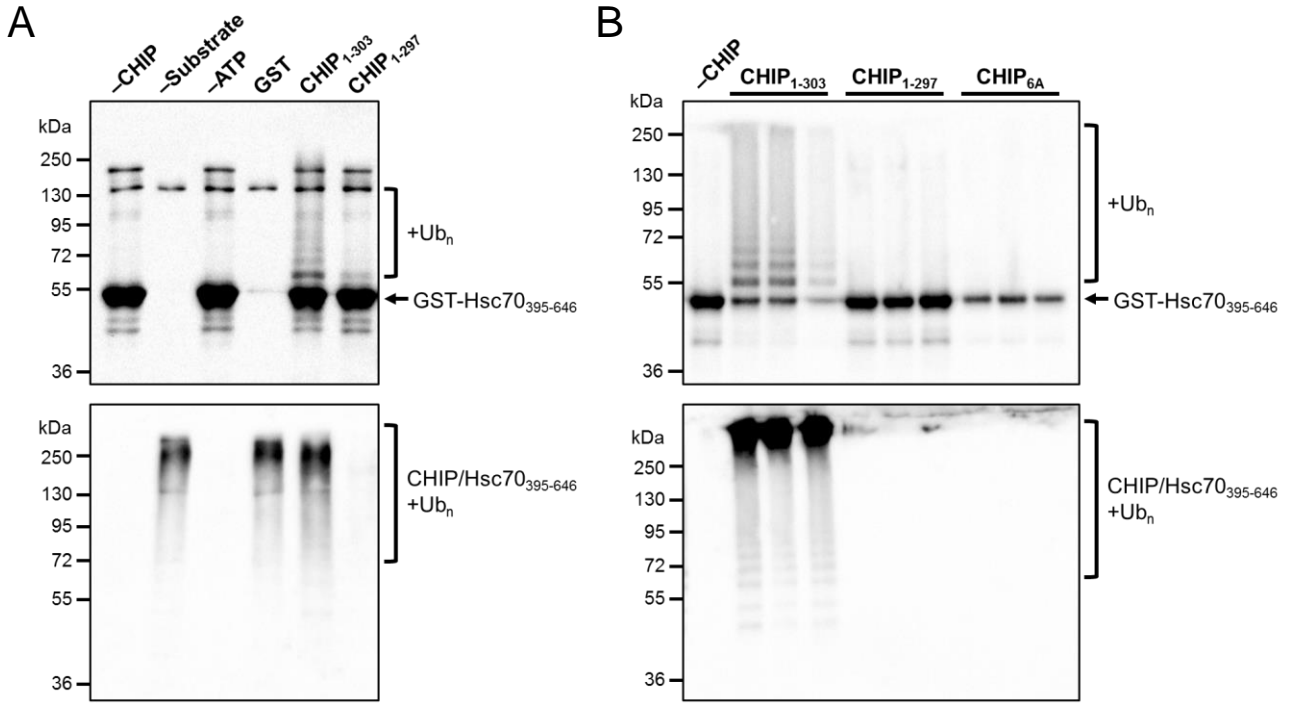 A
–CHIP
–Substrate
–ATP
GST
CHIP1-303
CHIP1-297
kDa
250
130
95
72
55
36
+Ubn
GST-Hsc70395-646
kDa
250
130
95
72
55
36
CHIP/Hsc70395-646
+Ubn
B
–CHIP
CHIP1-303
CHIP1-297
CHIP6A
kDa
250
130
95
72
55
36
+Ubn
GST-Hsc70395-646
kDa
250
130
95
72
55
36
CHIP/Hsc70395-646
+Ubn